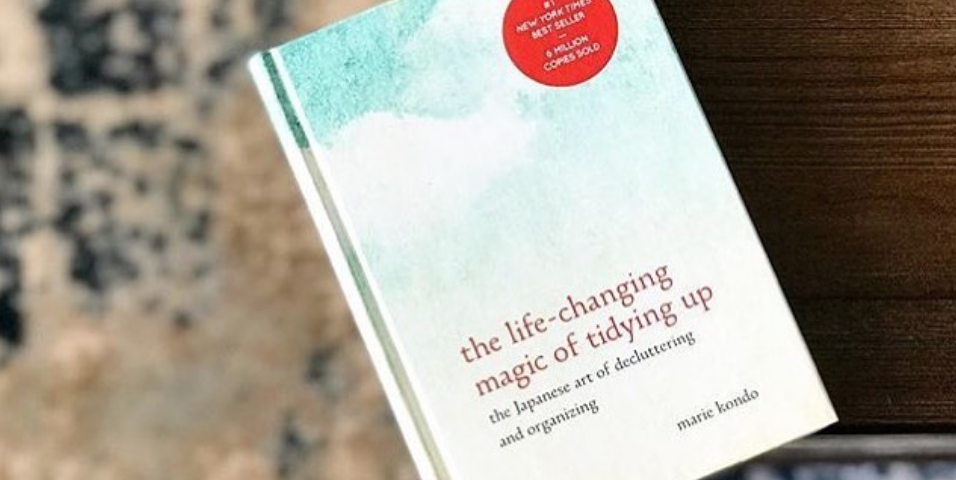 #1
NEW YORK TIMES
BEST SELLER
—
6 MILLION
COPIES SOLD
the life-changing
magic of tidying up
the Japanese art of decluttering
and organizing
marie kondo